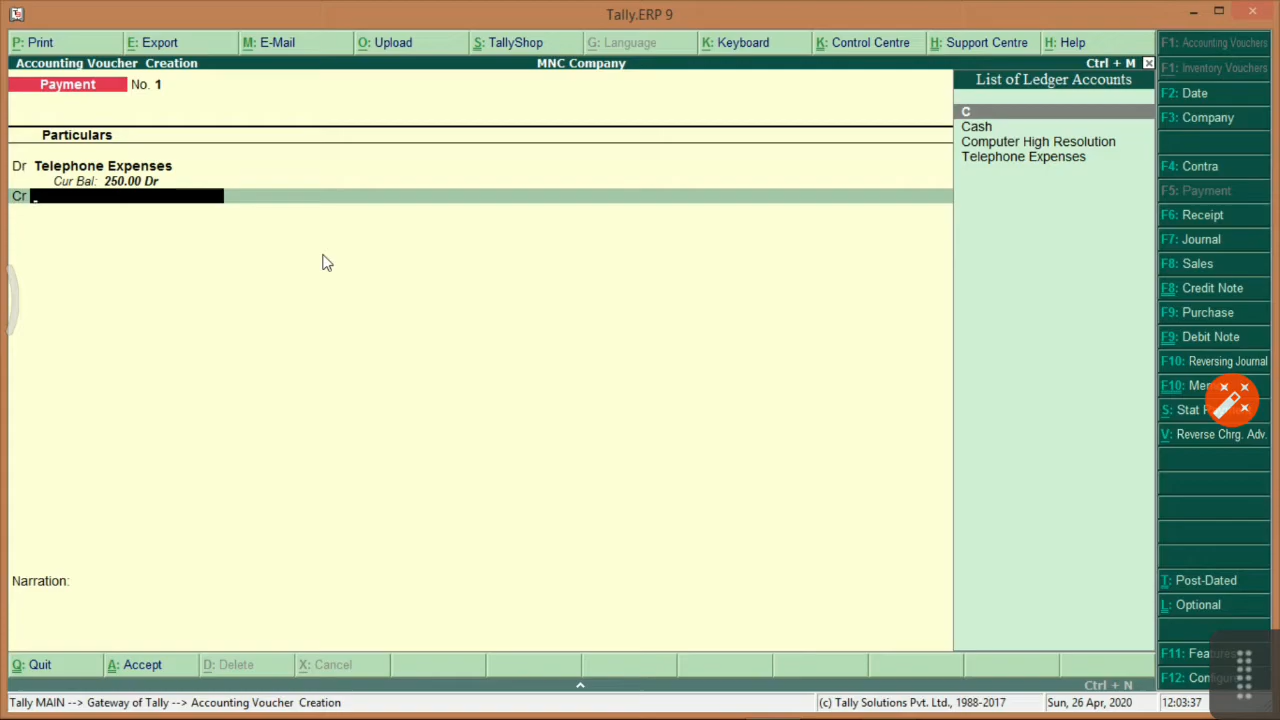 Tally.ERP 9
P: Print E: Export M: E-Mail O: Upload S: TallyShop G: Language K: Keyboard K: Control Centre H: Support Centre H: Help
Accounting Voucher Creation MNC Company Ctrl + M
Payment No. 1
Particulars
Dr Telephone Expenses
Cur Bal: 250.00 Dr
Cr
Narration:
List of Ledger Accounts
C
Cash
Computer High Resolution
Telephone Expenses
F1: Accounting Vouchers
F1: Inventory Vouchers
F2: Date
F3: Company
F4: Contra
F5: Payment
F6: Receipt
F7: Journal
F8: Sales
F8: Credit Note
F9: Purchase
F9: Debit Note
F10: Reversing Journal
F10:
S: Stat
V: Reverse Chrg. Adv.
T: Post-Dated
L: Optional
F11:
F12:
Q: Quit A: Accept D: Delete X: Cancel
Ctrl + N
Tally MAIN --> Gateway of Tally --> Accounting Voucher Creation (c) Tally Solutions Pvt. Ltd., 1988-2017 Sun, 26 Apr, 2020 12:03:37